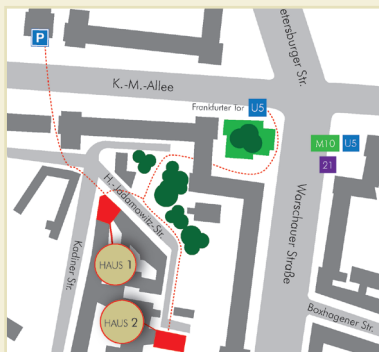 etersburger Str.
P
K.-M.-Allee
Frankfurter Tor U5
M10 U5
21
H.-Jadamowitz-Str.
Warschauer Straße
Kadiner Str.
HAUS 1
HAUS 2
Boxhagener Str.